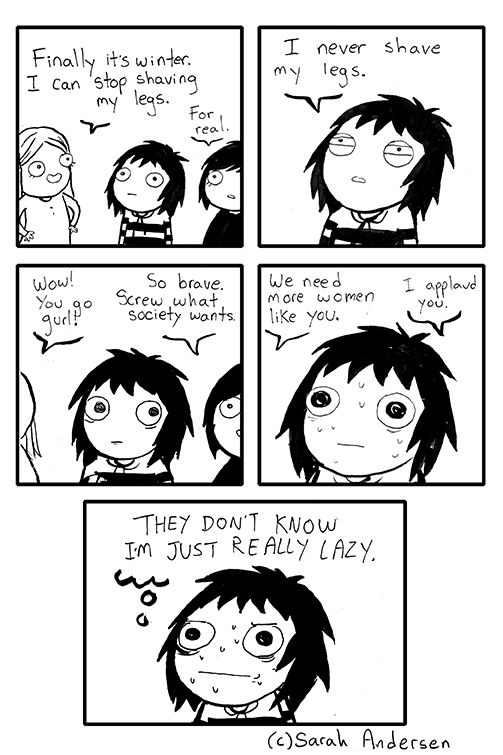 Finally it's winter.
I can stop shaving
my legs.
For
real.
I never shave
my legs.
Wow!
You go
gurl!
So brave.
Screw what
society wants.
We need
more women
like you.
I applaud
you.
THEY DON'T KNOW
I'M JUST REALLY LAZY.
(c)Sarah Andersen